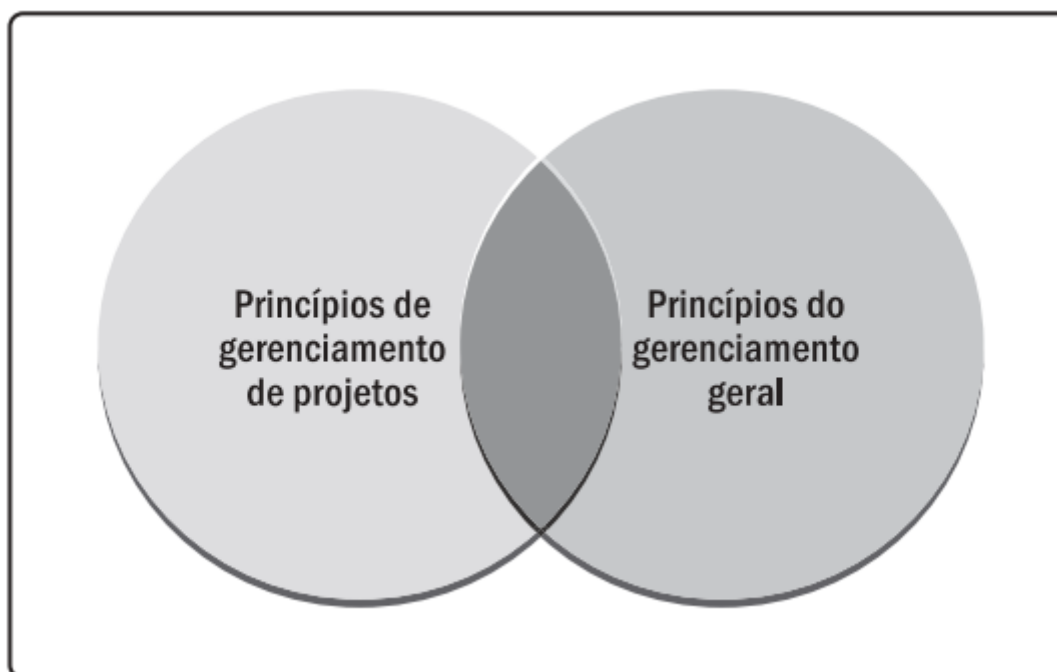 Princípios de
gerenciamento
de projetos
Princípios do
gerenciamento
geral